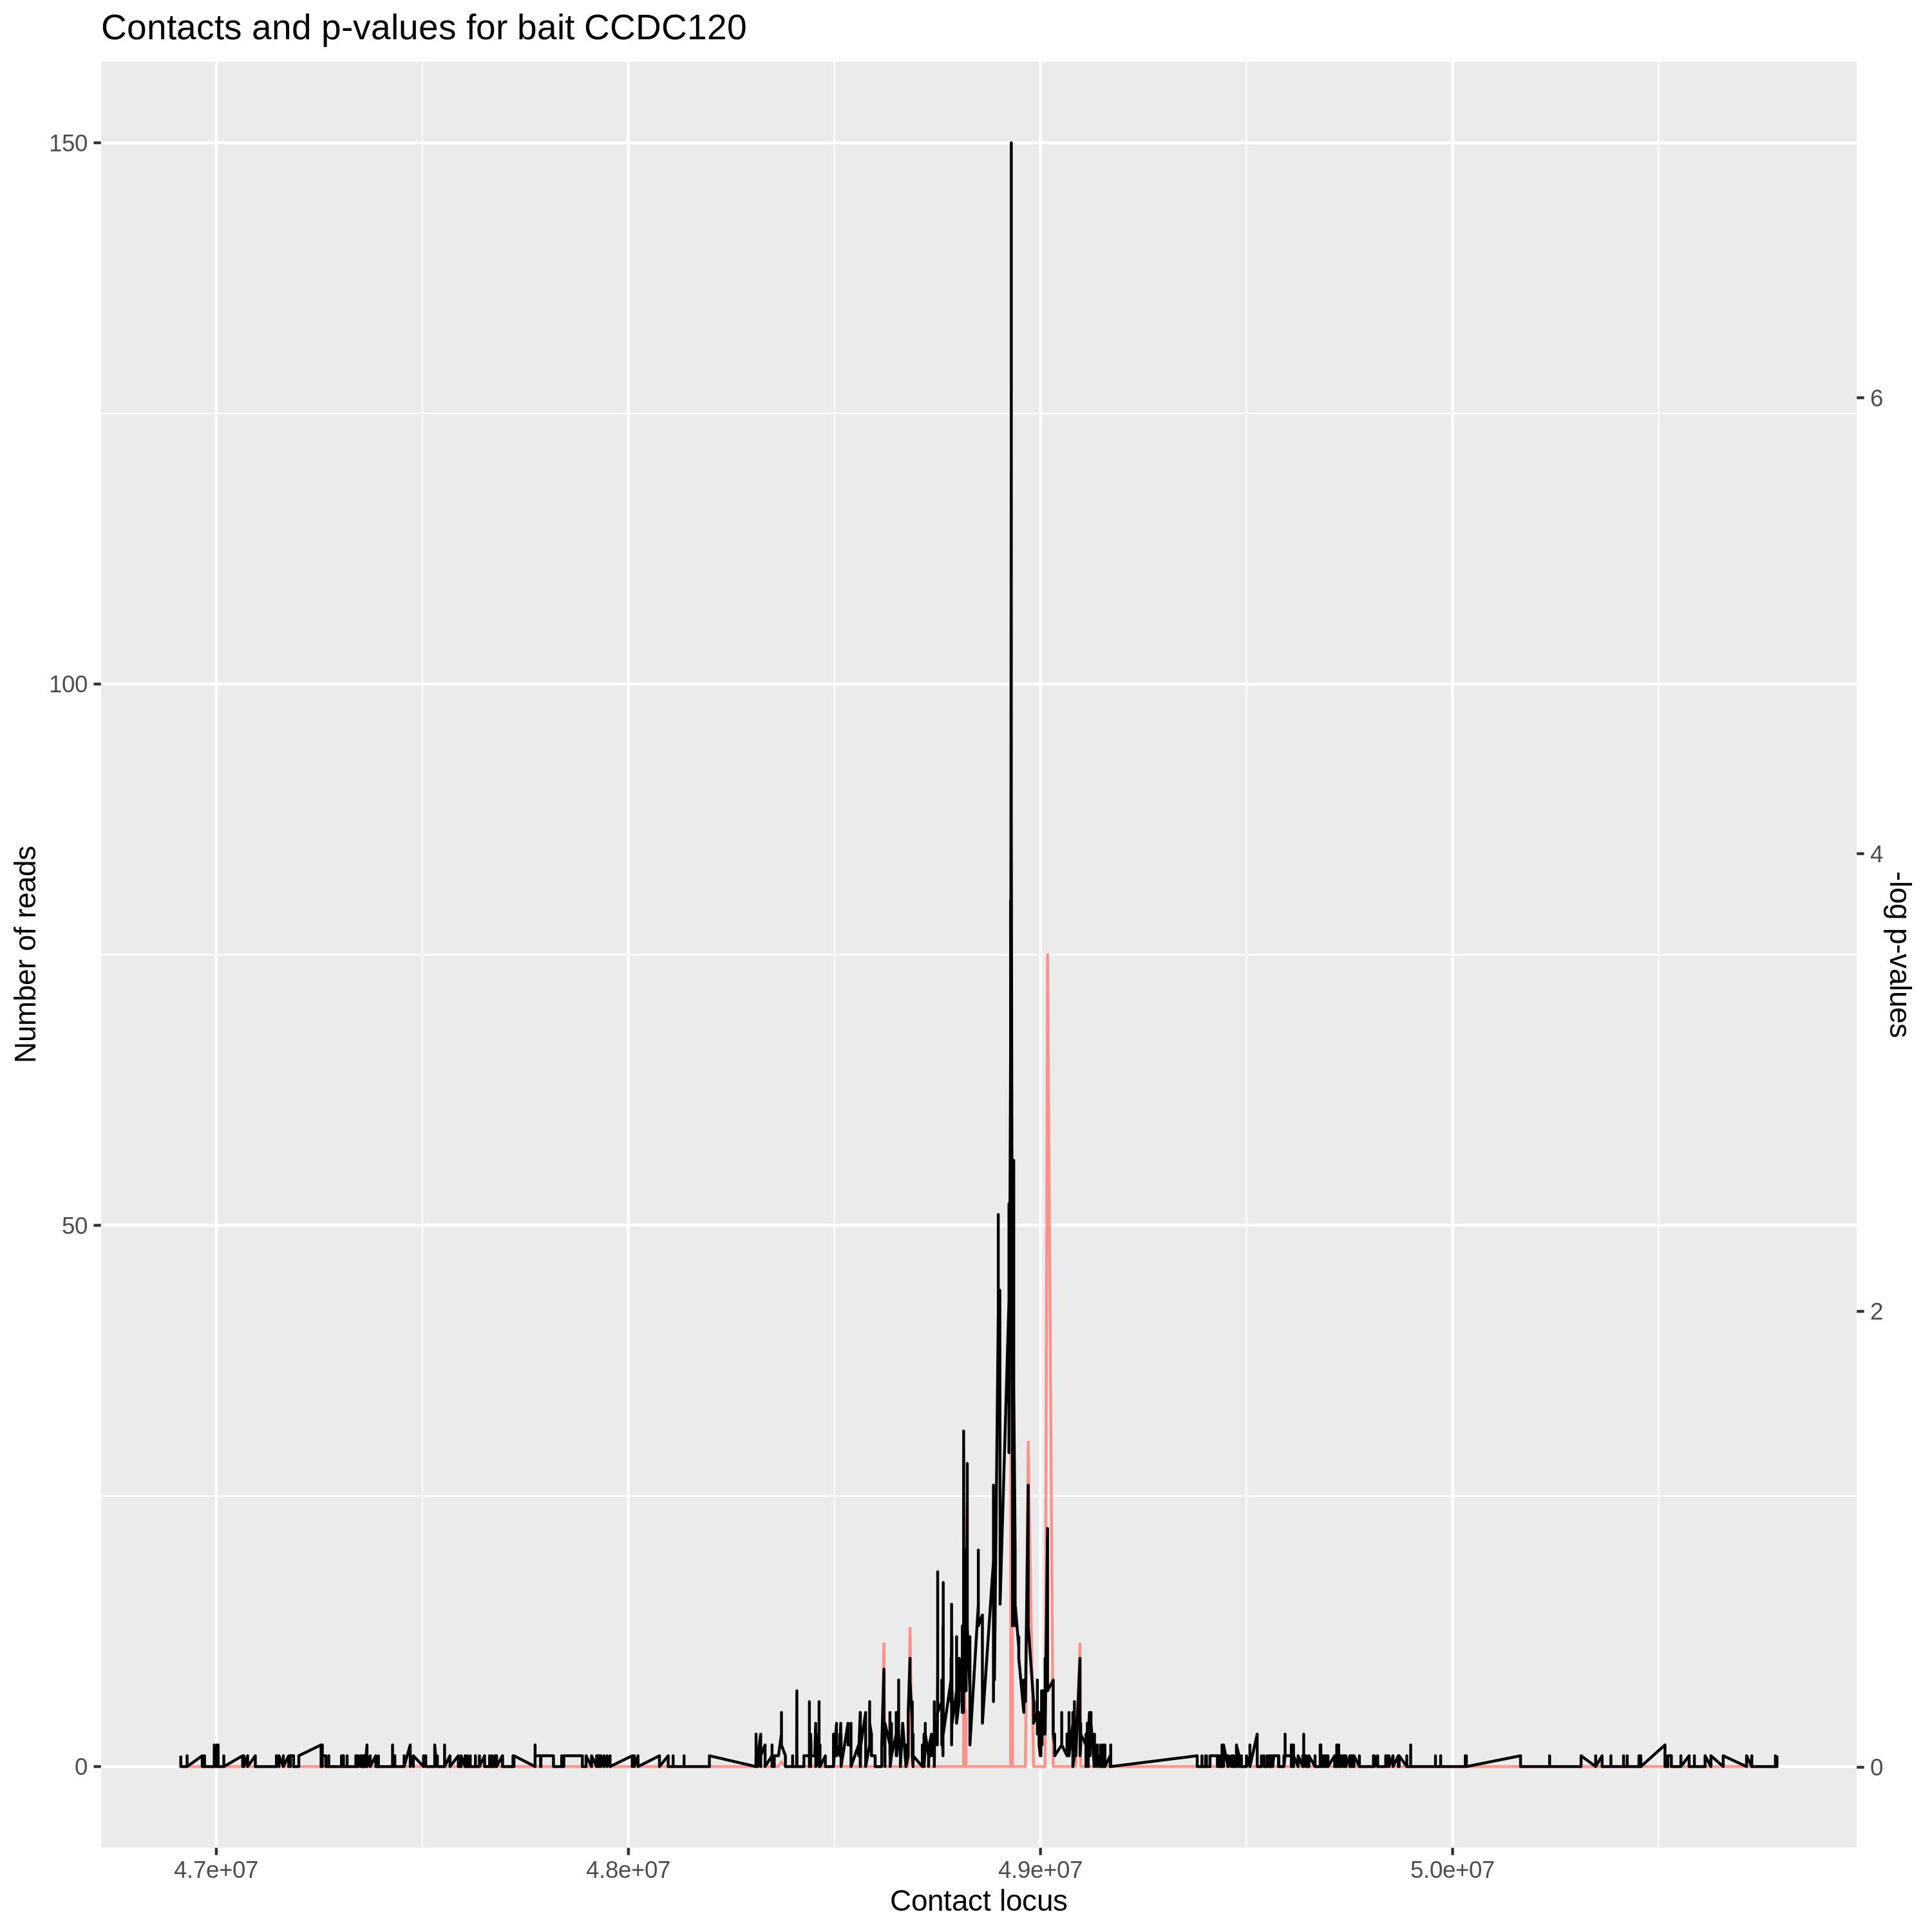 Contacts and p-values for bait CCDC120
150
100
50
0
Number of reads
6
4
2
0
-log p-values
4.7e+07
4.8e+07
4.9e+07
5.0e+07
Contact locus